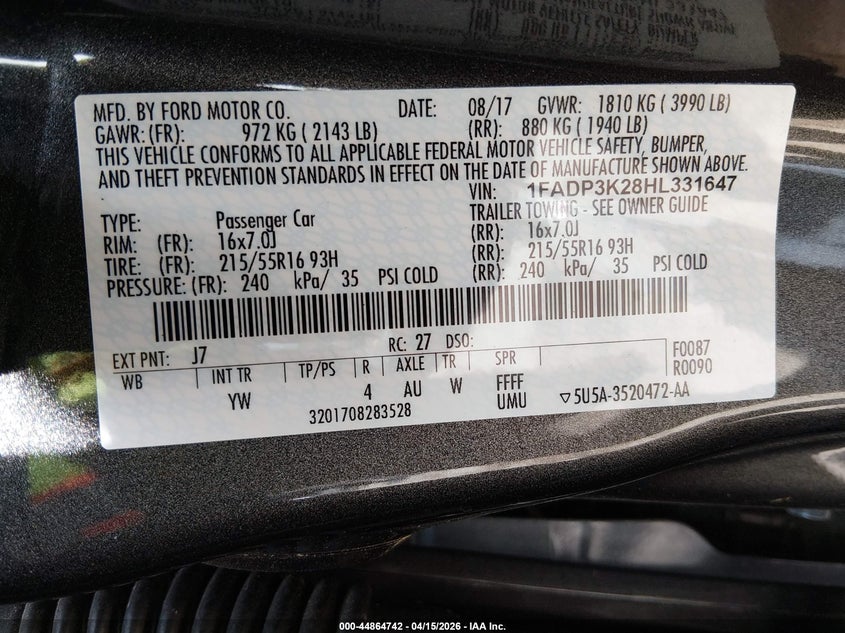 MFD. BY FORD MOTOR CO. DATE: 08/17 GVWR: 1810 KG ( 3990 LB)
GAWR: (FR): 972 KG ( 2143 LB) (RR): 880 KG ( 1940 LB)
THIS VEHICLE CONFORMS TO ALL APPLICABLE FEDERAL MOTOR VEHICLE SAFETY, BUMPER,
AND THEFT PREVENTION STANDARDS IN EFFECT ON THE DATE OF MANUFACTURE SHOWN ABOVE.
VIN: 1FADP3K28HL331647
TYPE: Passenger Car TRAILER TOWING - SEE OWNER GUIDE
RIM: (FR): 16x7.0J (RR): 16x7.0J
TIRE: (FR): 215/55R16 93H (RR): 215/55R16 93H
PRESSURE: (FR): 240 kPa/ 35 PSI COLD (RR): 240 kPa/ 35 PSI COLD
EXT PNT: J7 RC: 27 DSO: F0087
WB INT TR TP/PS R AXLE TR SPR R0090
YW 4 AU W FFFF
UMU ▽5U5A-3520472-AA
3201708283528
000-44864742 04/15/2026 IAA Inc.